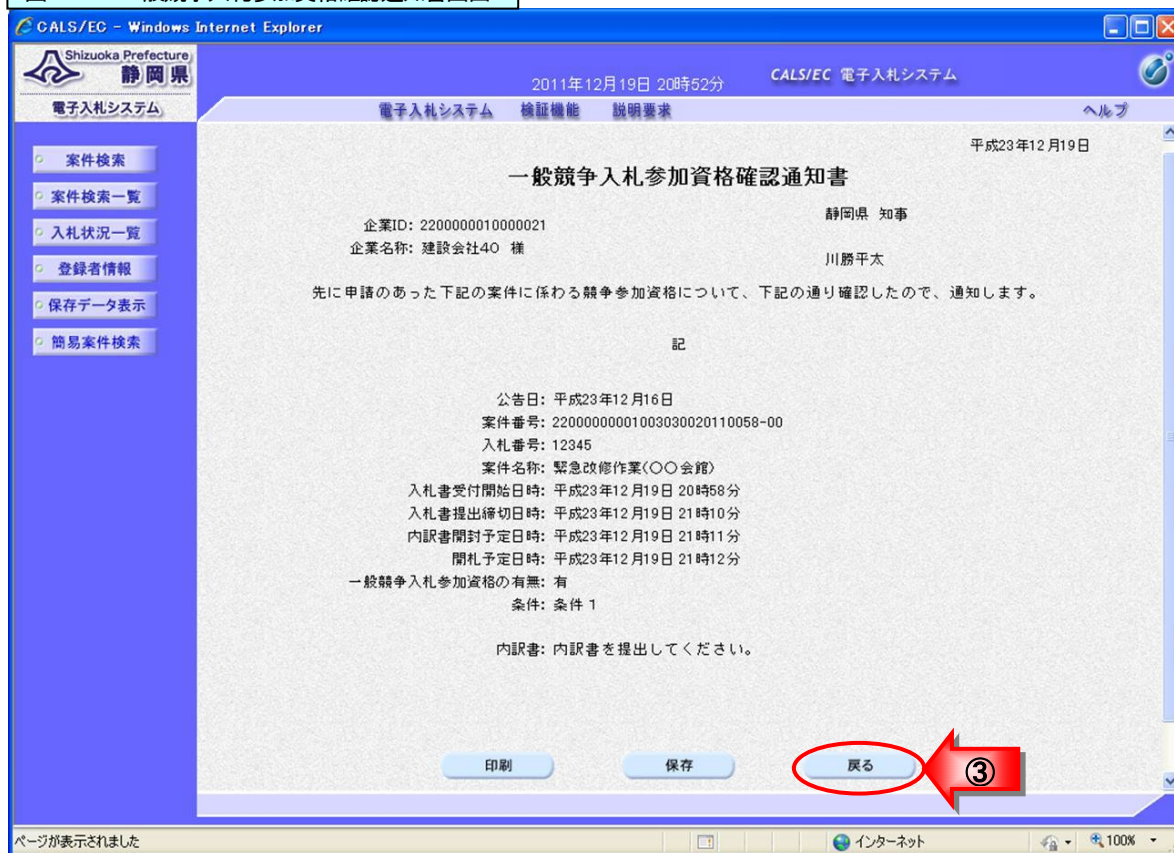 CALS/EC - Windows Internet Explorer
Shizuoka Prefecture
静岡県
電子入札システム
2011年12月19日 20時52分
CALS/EC 電子入札システム
電子入札システム 検証機能 説明要求 ヘルプ
案件検索
案件検索一覧
入札状況一覧
登録者情報
保存データ表示
簡易案件検索
平成23年12月19日
一般競争入札参加資格確認通知書
静岡県 知事
企業ID: 2200000010000021
企業名称: 建設会社40 様
川勝平太
先に申請のあった下記の案件に係わる競争参加資格について、下記の通り確認したので、通知します。
記
公告日: 平成23年12月16日
案件番号: 2200000000100303002011​0058-00
入札番号: 12345
案件名称: 緊急改修作業(〇〇会館)
入札書受付開始日時: 平成23年12月19日 20時58分
入札書提出締切日時: 平成23年12月19日 21時10分
内訳書開封予定日時: 平成23年12月19日 21時11分
開札予定日時: 平成23年12月19日 21時12分
一般競争入札参加資格の有無: 有
条件: 条件 1
内訳書: 内訳書を提出してください。
印刷 保存 戻る ③
ページが表示されました インターネット 100%